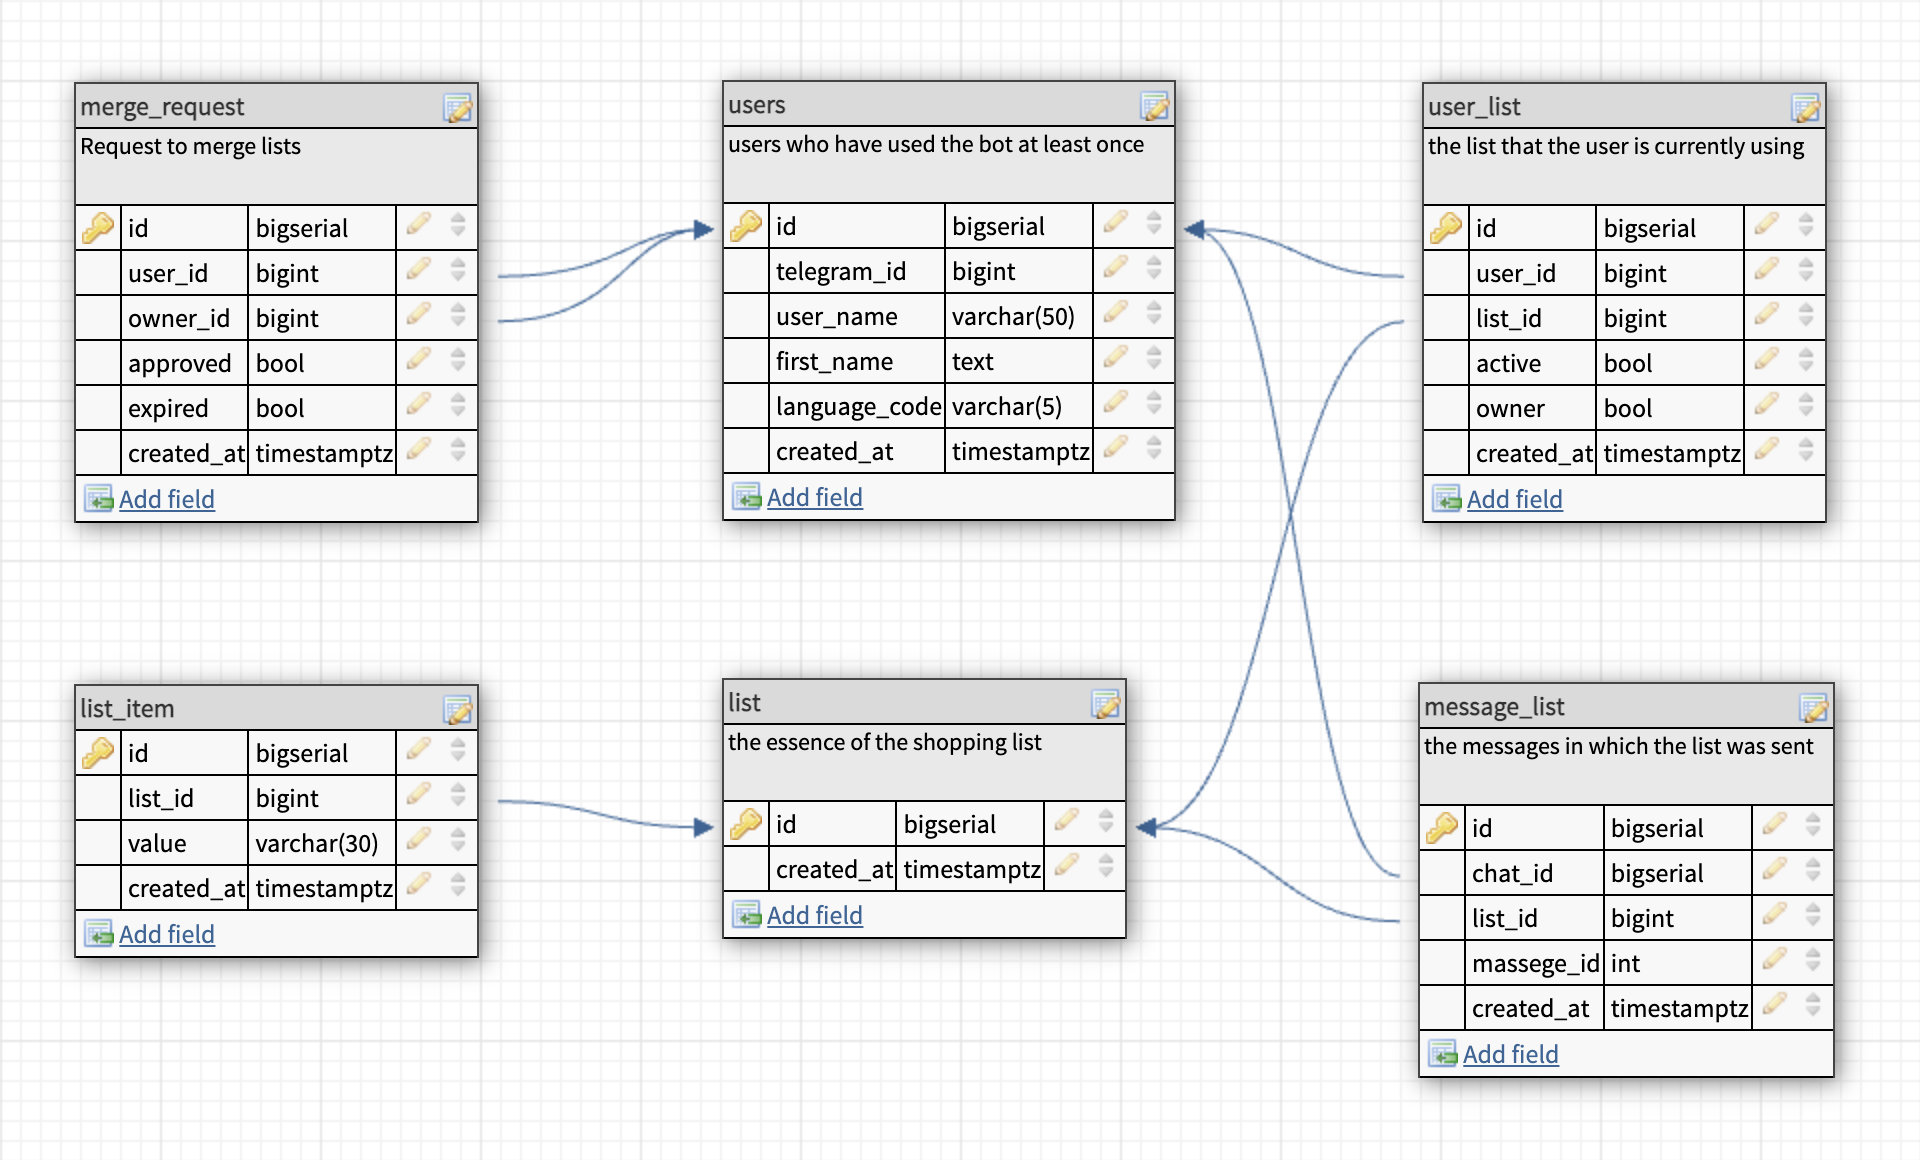 merge_request
Request to merge lists
id bigserial
user_id bigint
owner_id bigint
approved bool
expired bool
created_at timestamptz
Add field
users
users who have used the bot at least once
id bigserial
telegram_id bigint
user_name varchar(50)
first_name text
language_code varchar(5)
created_at timestamptz
Add field
user_list
the list that the user is currently using
id bigserial
user_id bigint
list_id bigint
active bool
owner bool
created_at timestamptz
Add field
list_item
id bigserial
list_id bigint
value varchar(30)
created_at timestamptz
Add field
list
the essence of the shopping list
id bigserial
created_at timestamptz
Add field
message_list
the messages in which the list was sent
id bigserial
chat_id bigserial
list_id bigint
massege_id int
created_at timestamptz
Add field